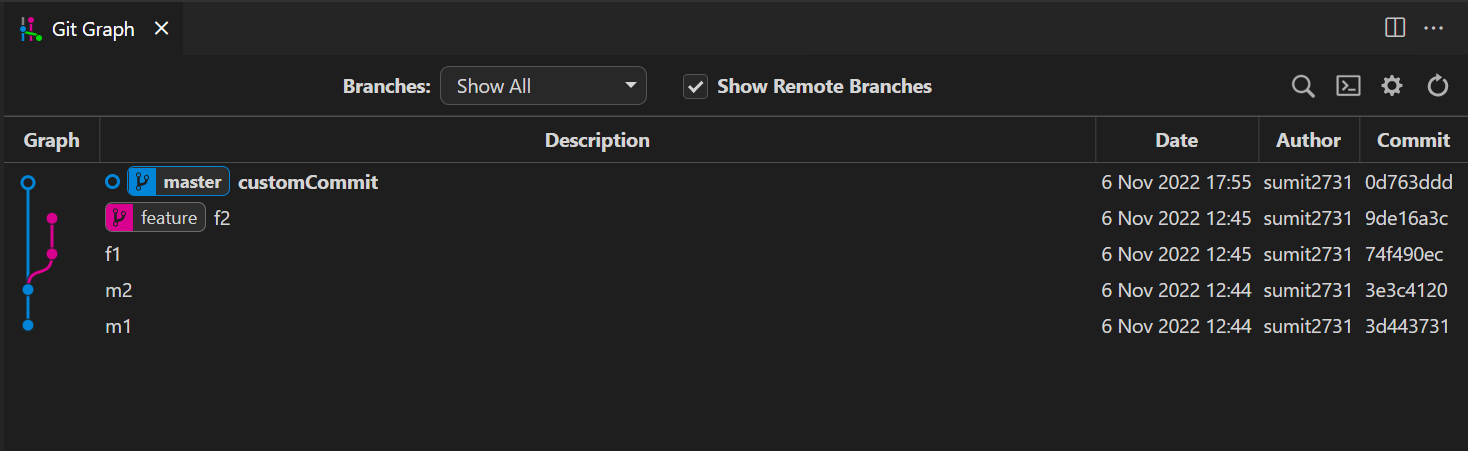 Git Graph
Branches: Show All Show Remote Branches
Graph Description Date Author Commit
master customCommit 6 Nov 2022 17:55 sumit2731 0d763ddd
feature f2 6 Nov 2022 12:45 sumit2731 9de16a3c
f1 6 Nov 2022 12:45 sumit2731 74f490ec
m2 6 Nov 2022 12:44 sumit2731 3e3c4120
m1 6 Nov 2022 12:44 sumit2731 3d443731